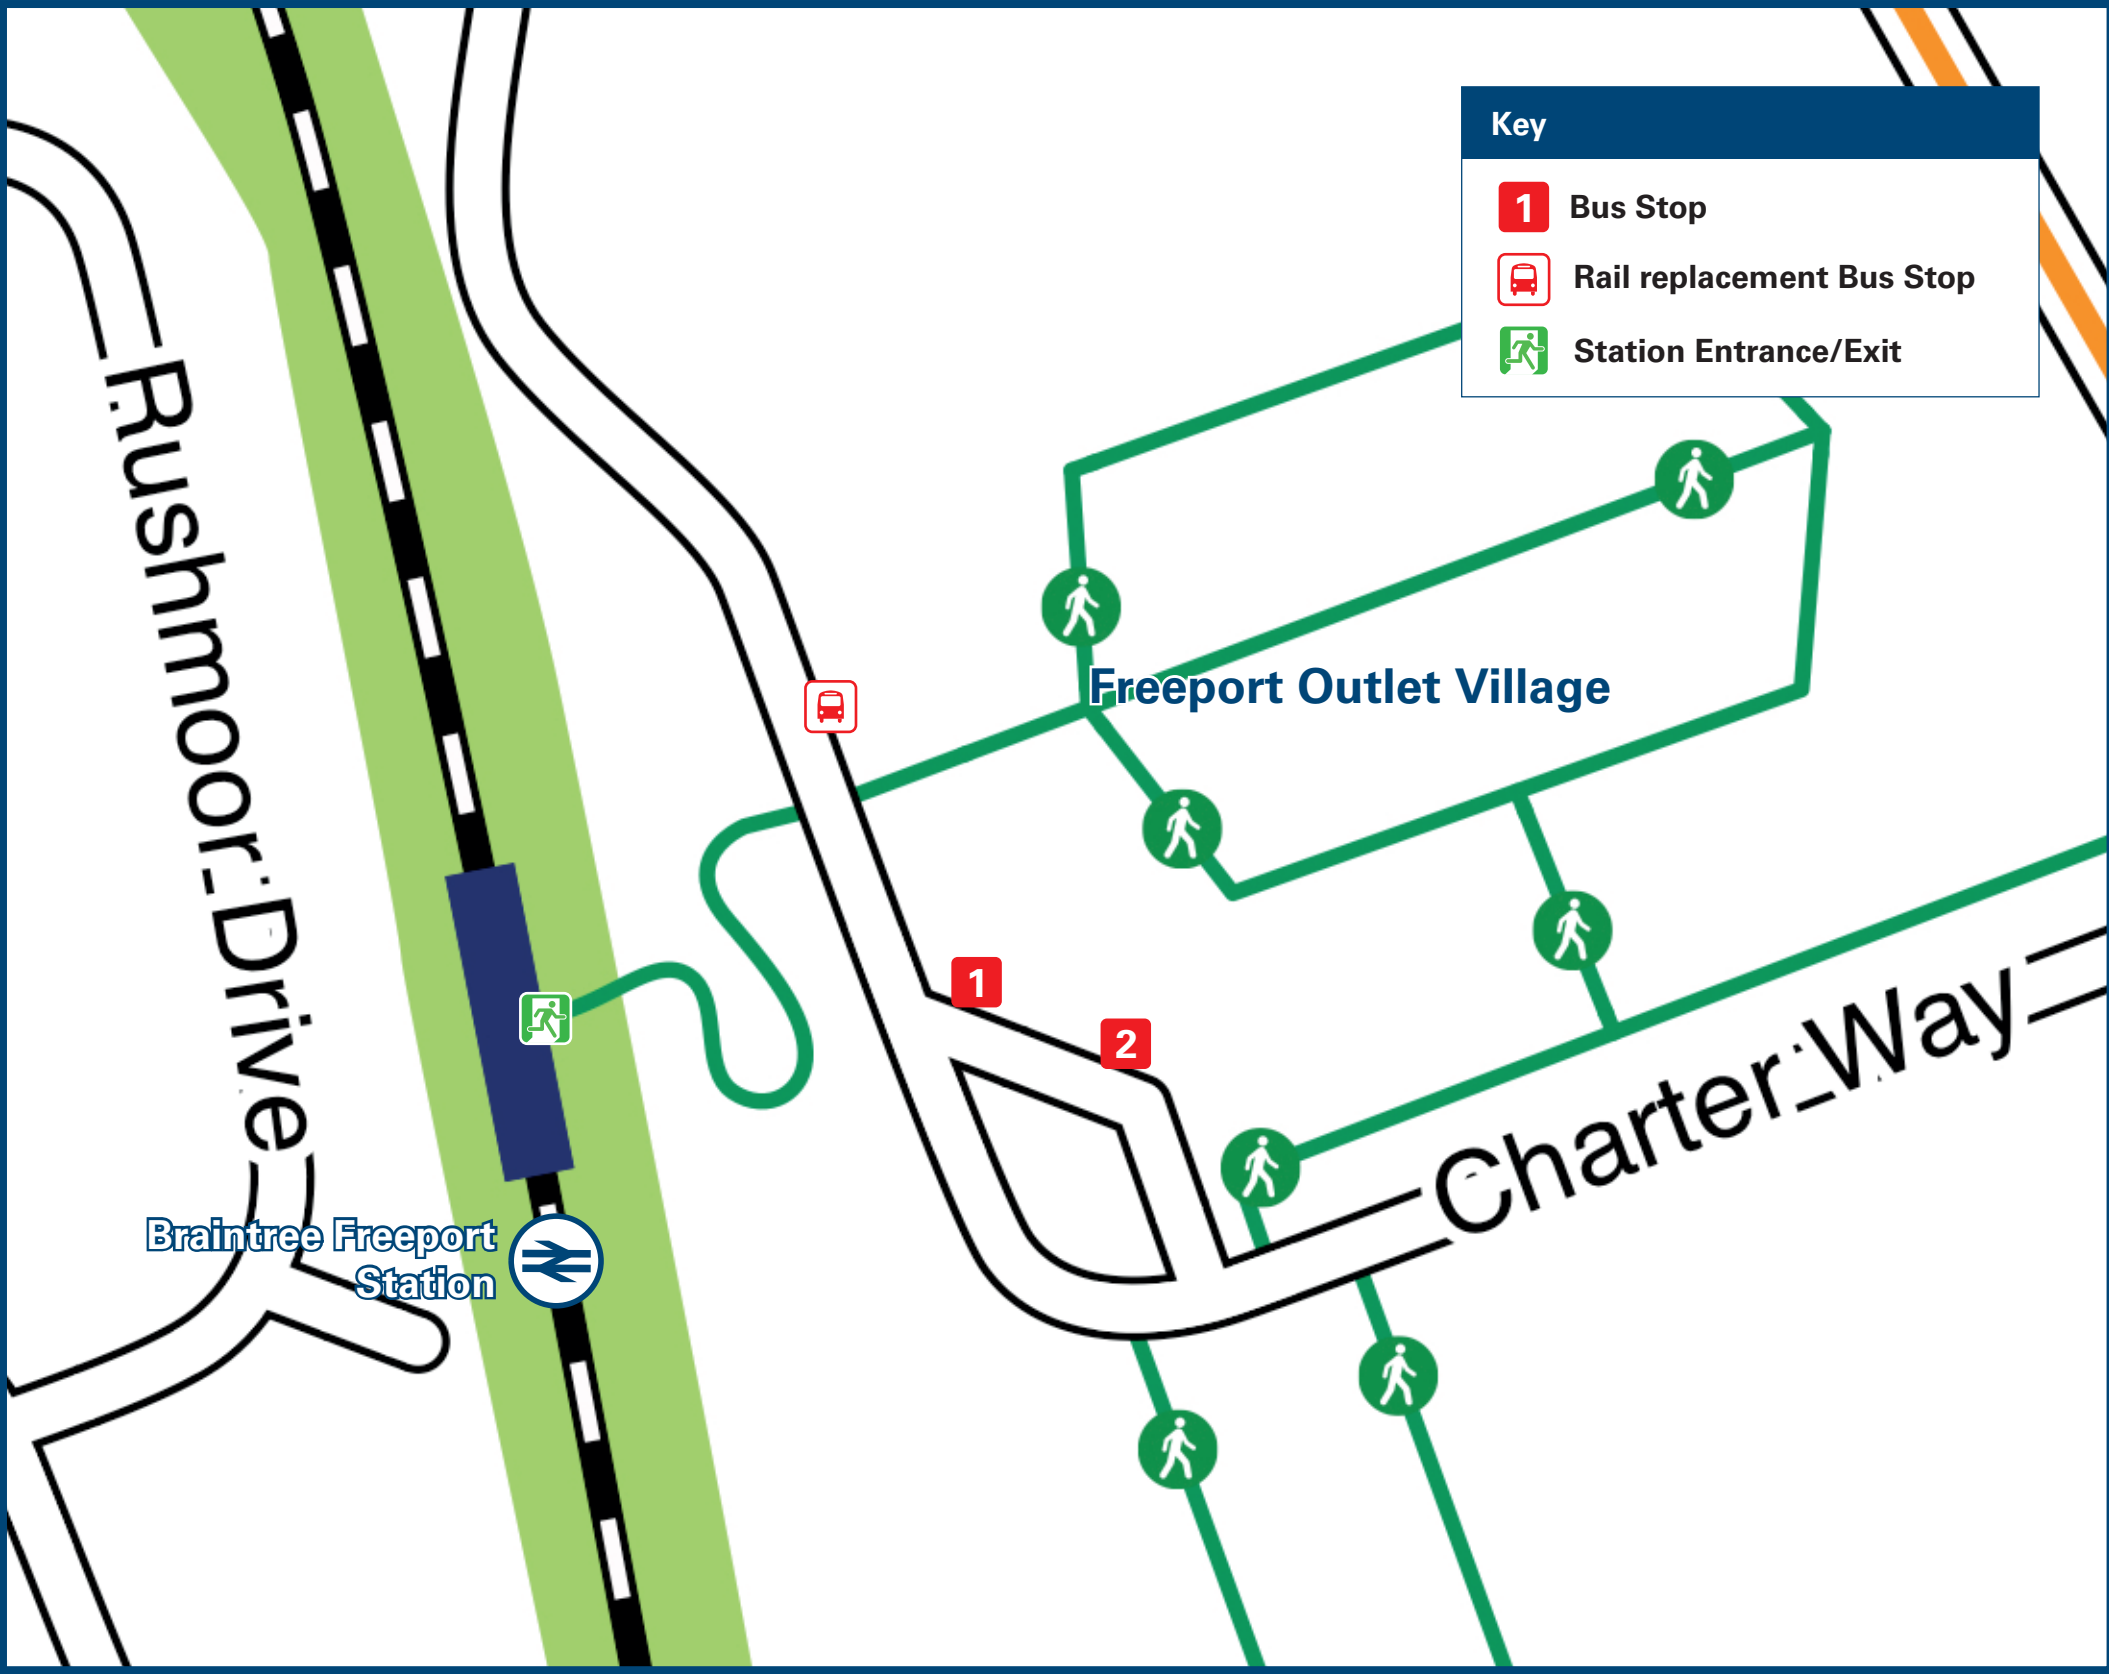 Key
1 Bus Stop
Rail replacement Bus Stop
Station Entrance/Exit
Rushmoor Drive
Freeport Outlet Village
1
2
Charter Way
Braintree Freeport
Station